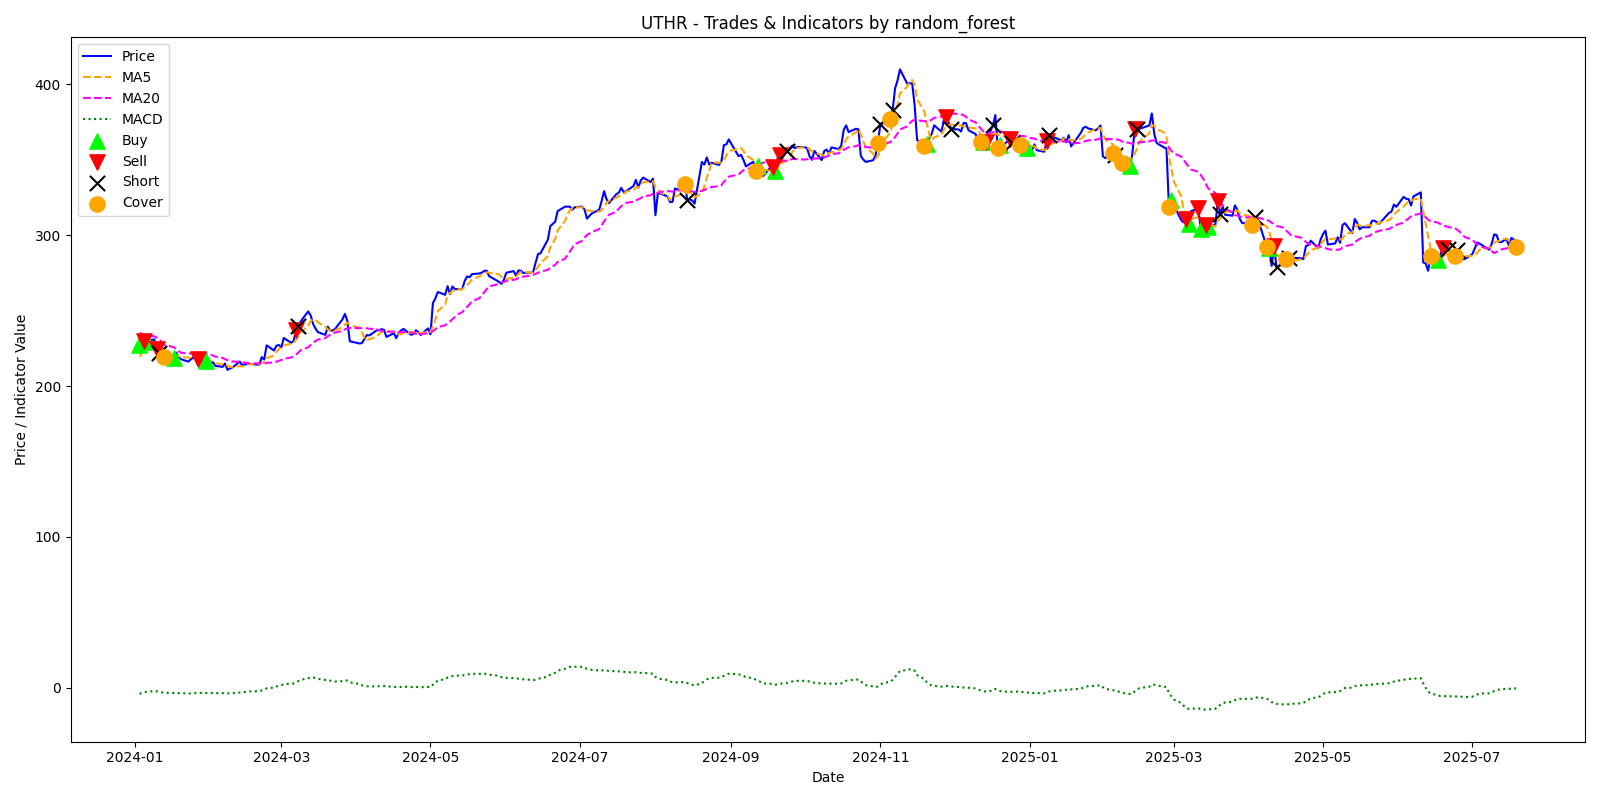 UTHR - Trades & Indicators by random_forest
Price
MA5
MA20
MACD
Buy
Sell
Short
Cover
Price / Indicator Value
400
300
200
100
0
2024-01 2024-03 2024-05 2024-07 2024-09 2024-11 2025-01 2025-03 2025-05 2025-07
Date